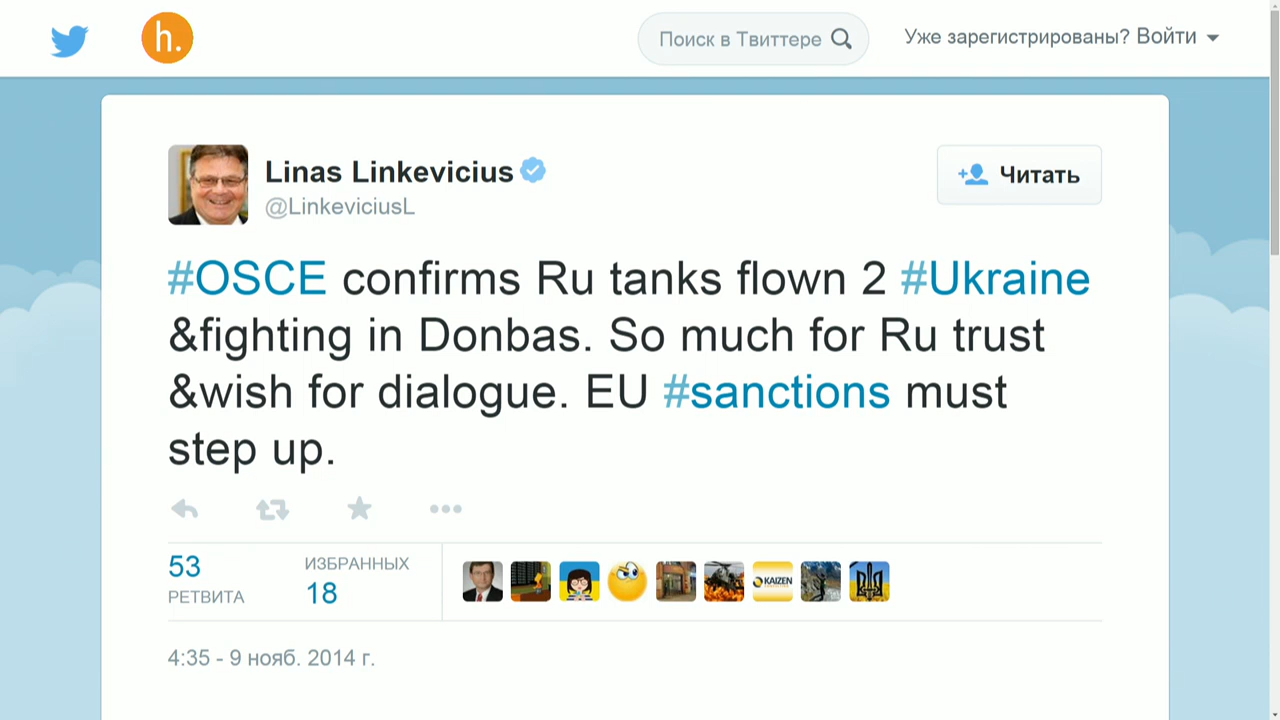 h.
Поиск в Твиттере
Уже зарегистрированы? Войти
Linas Linkevicius
@LinkeviciusL
Читать
#OSCE confirms Ru tanks flown 2 #Ukraine
&fighting in Donbas. So much for Ru trust
&wish for dialogue. EU #sanctions must
step up.
53
РЕТВИТА
ИЗБРАННЫХ
18
KAIZEN
4:35 - 9 нояб. 2014 г.